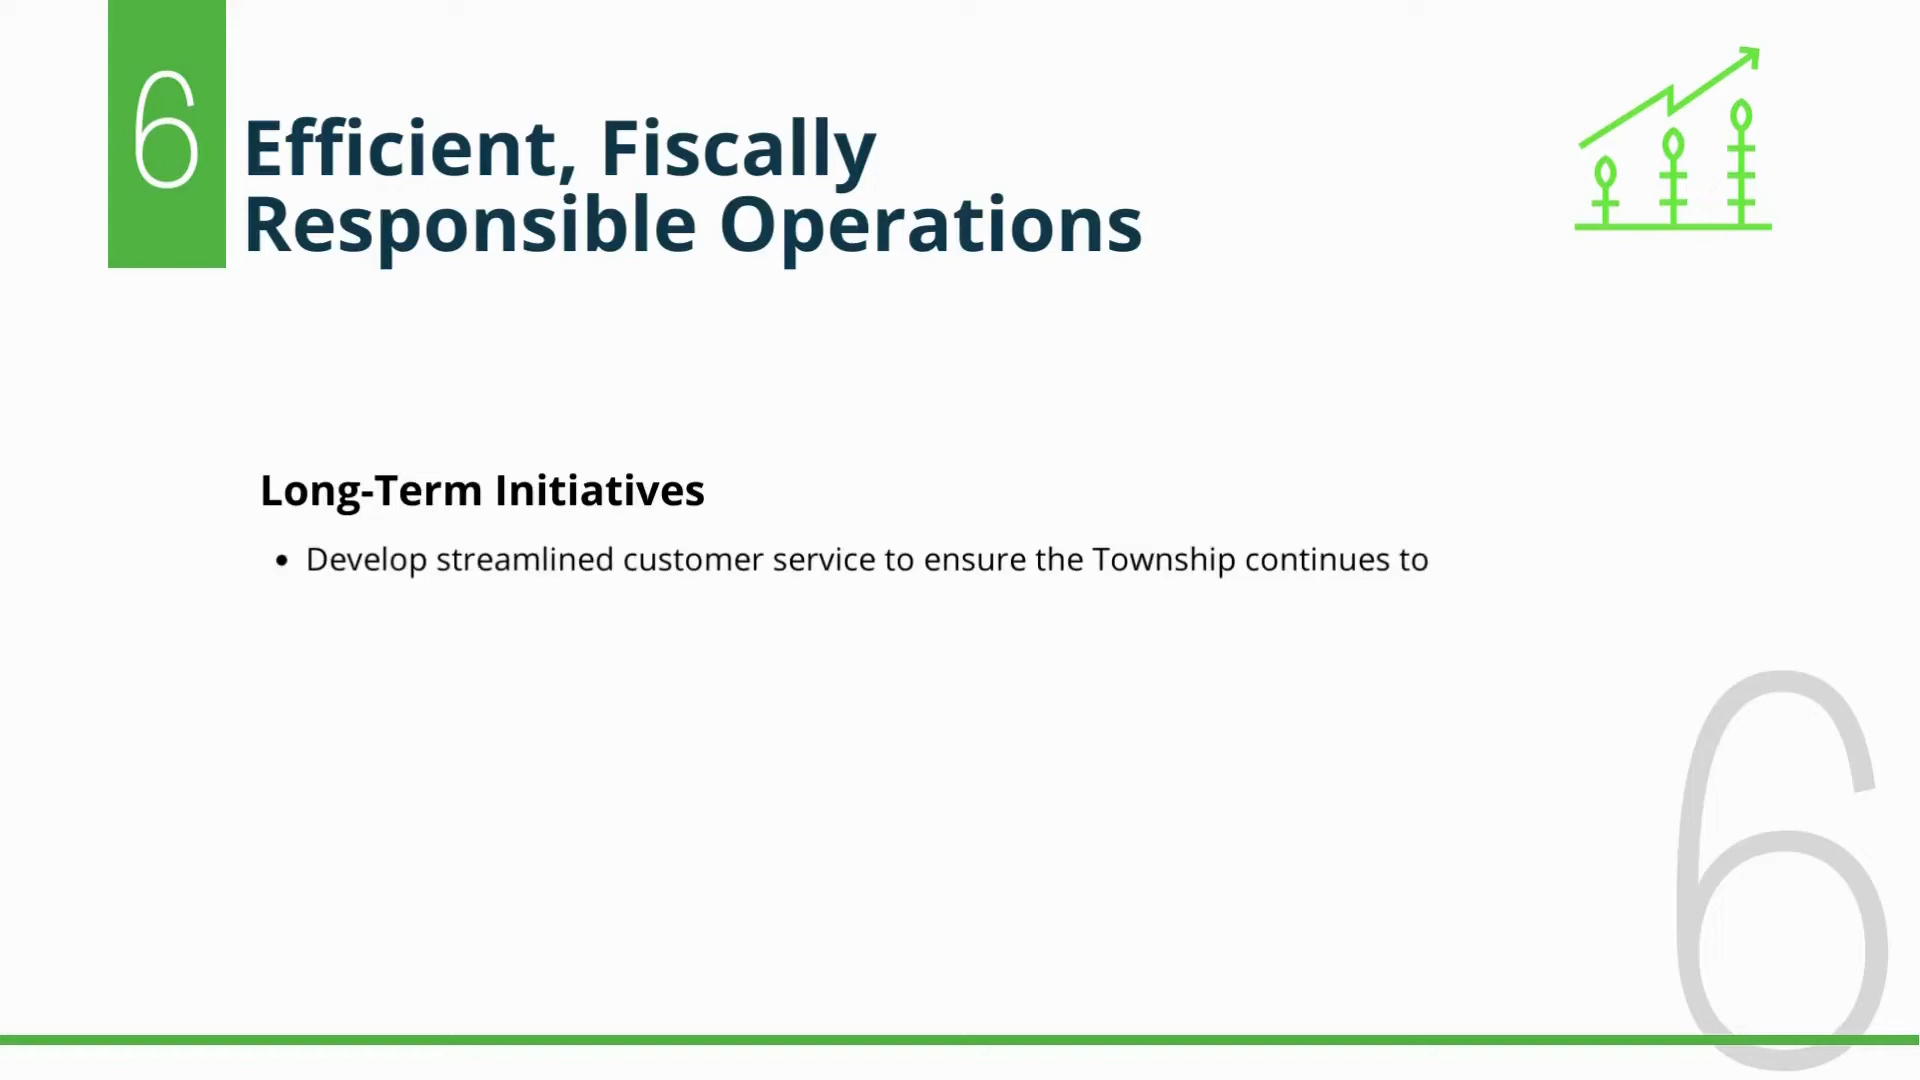 6
Efficient, Fiscally
Responsible Operations
Long-Term Initiatives
• Develop streamlined customer service to ensure the Township continues to
6